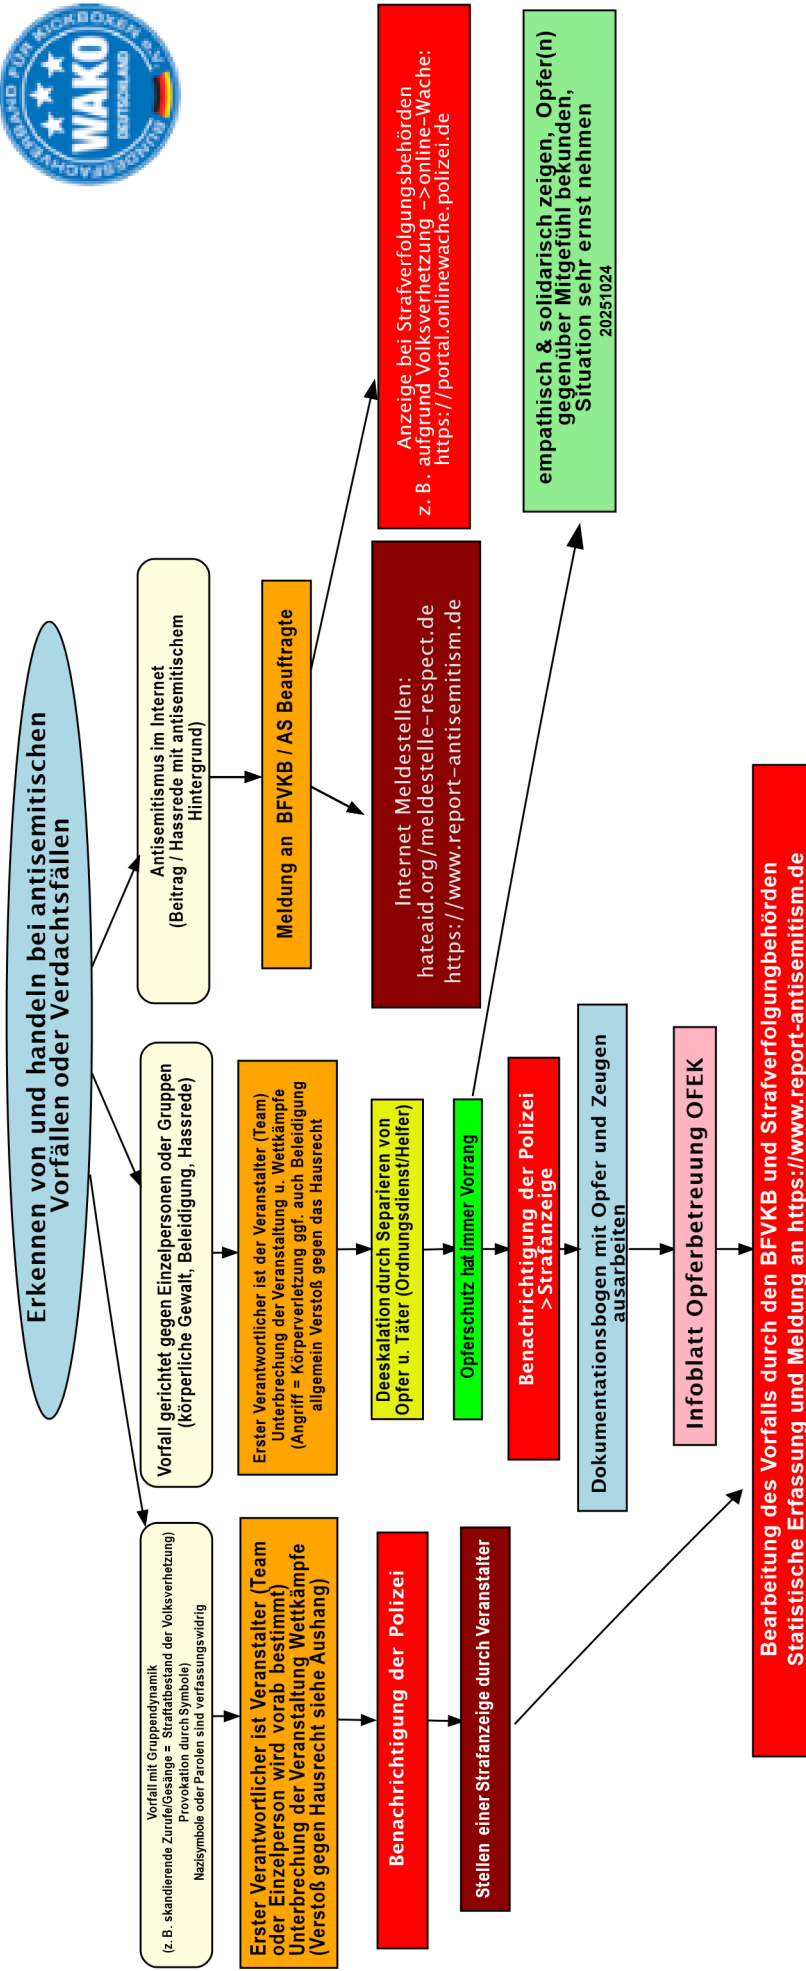 BUNDESFACHVERBAND FÜR KICKBOXEN e.V.
WAKO
DEUTSCHLAND
Erkennen von und handeln bei antisemitischen
Vorfällen oder Verdachtsfällen
Vorfall mit Gruppendynamik
(z. B. skandierende Zurufe/Gesänge = Straftatbestand der Volksverhetzung)
Provokation durch Symbole)
Nazisymbole oder Parolen sind verfassungswidrig
Erster Verantwortlicher ist Veranstalter (Team
oder Einzelperson wird vorab bestimmt)
Unterbrechung der Veranstaltung Wettkämpfe
(Verstoß gegen Hausrecht siehe Aushang)
Benachrichtigung der Polizei
Stellen einer Strafanzeige durch Veranstalter
Vorfall gerichtet gegen Einzelpersonen oder Gruppen
(körperliche Gewalt, Beleidigung, Hassrede)
Erster Verantwortlicher ist der Veranstalter (Team)
Unterbrechung der Veranstaltung u. Wettkämpfe
(Angriff = Körperverletzung ggf. auch Beleidigung
allgemein Verstoß gegen das Hausrecht
Deeskalation durch Separieren von
Opfer u. Täter (Ordnungsdienst/Helfer)
Opferschutz hat immer Vorrang
Benachrichtigung der Polizei
>Strafanzeige
Dokumentationsbogen mit Opfer und Zeugen
ausarbeiten
Infoblatt Opferbetreuung OFEK
Antisemitismus im Internet
(Beitrag / Hassrede mit antisemitischem
Hintergrund)
Meldung an BFVKB / AS Beauftragte
Internet Meldestellen:
hateaid.org/meldestelle-respect.de
https://www.report-antisemitism.de
Anzeige bei Strafverfolgungsbehörden
z. B. aufgrund Volksverhetzung ->online-Wache:
https://portal.onlinewache.polizei.de
empathisch & solidarisch zeigen, Opfer(n)
gegenüber Mitgefühl bekunden,
Situation sehr ernst nehmen
20251024
Bearbeitung des Vorfalls durch den BFVKB und Strafverfolgungbehörden
Statistische Erfassung und Meldung an https://www.report-antisemitism.de